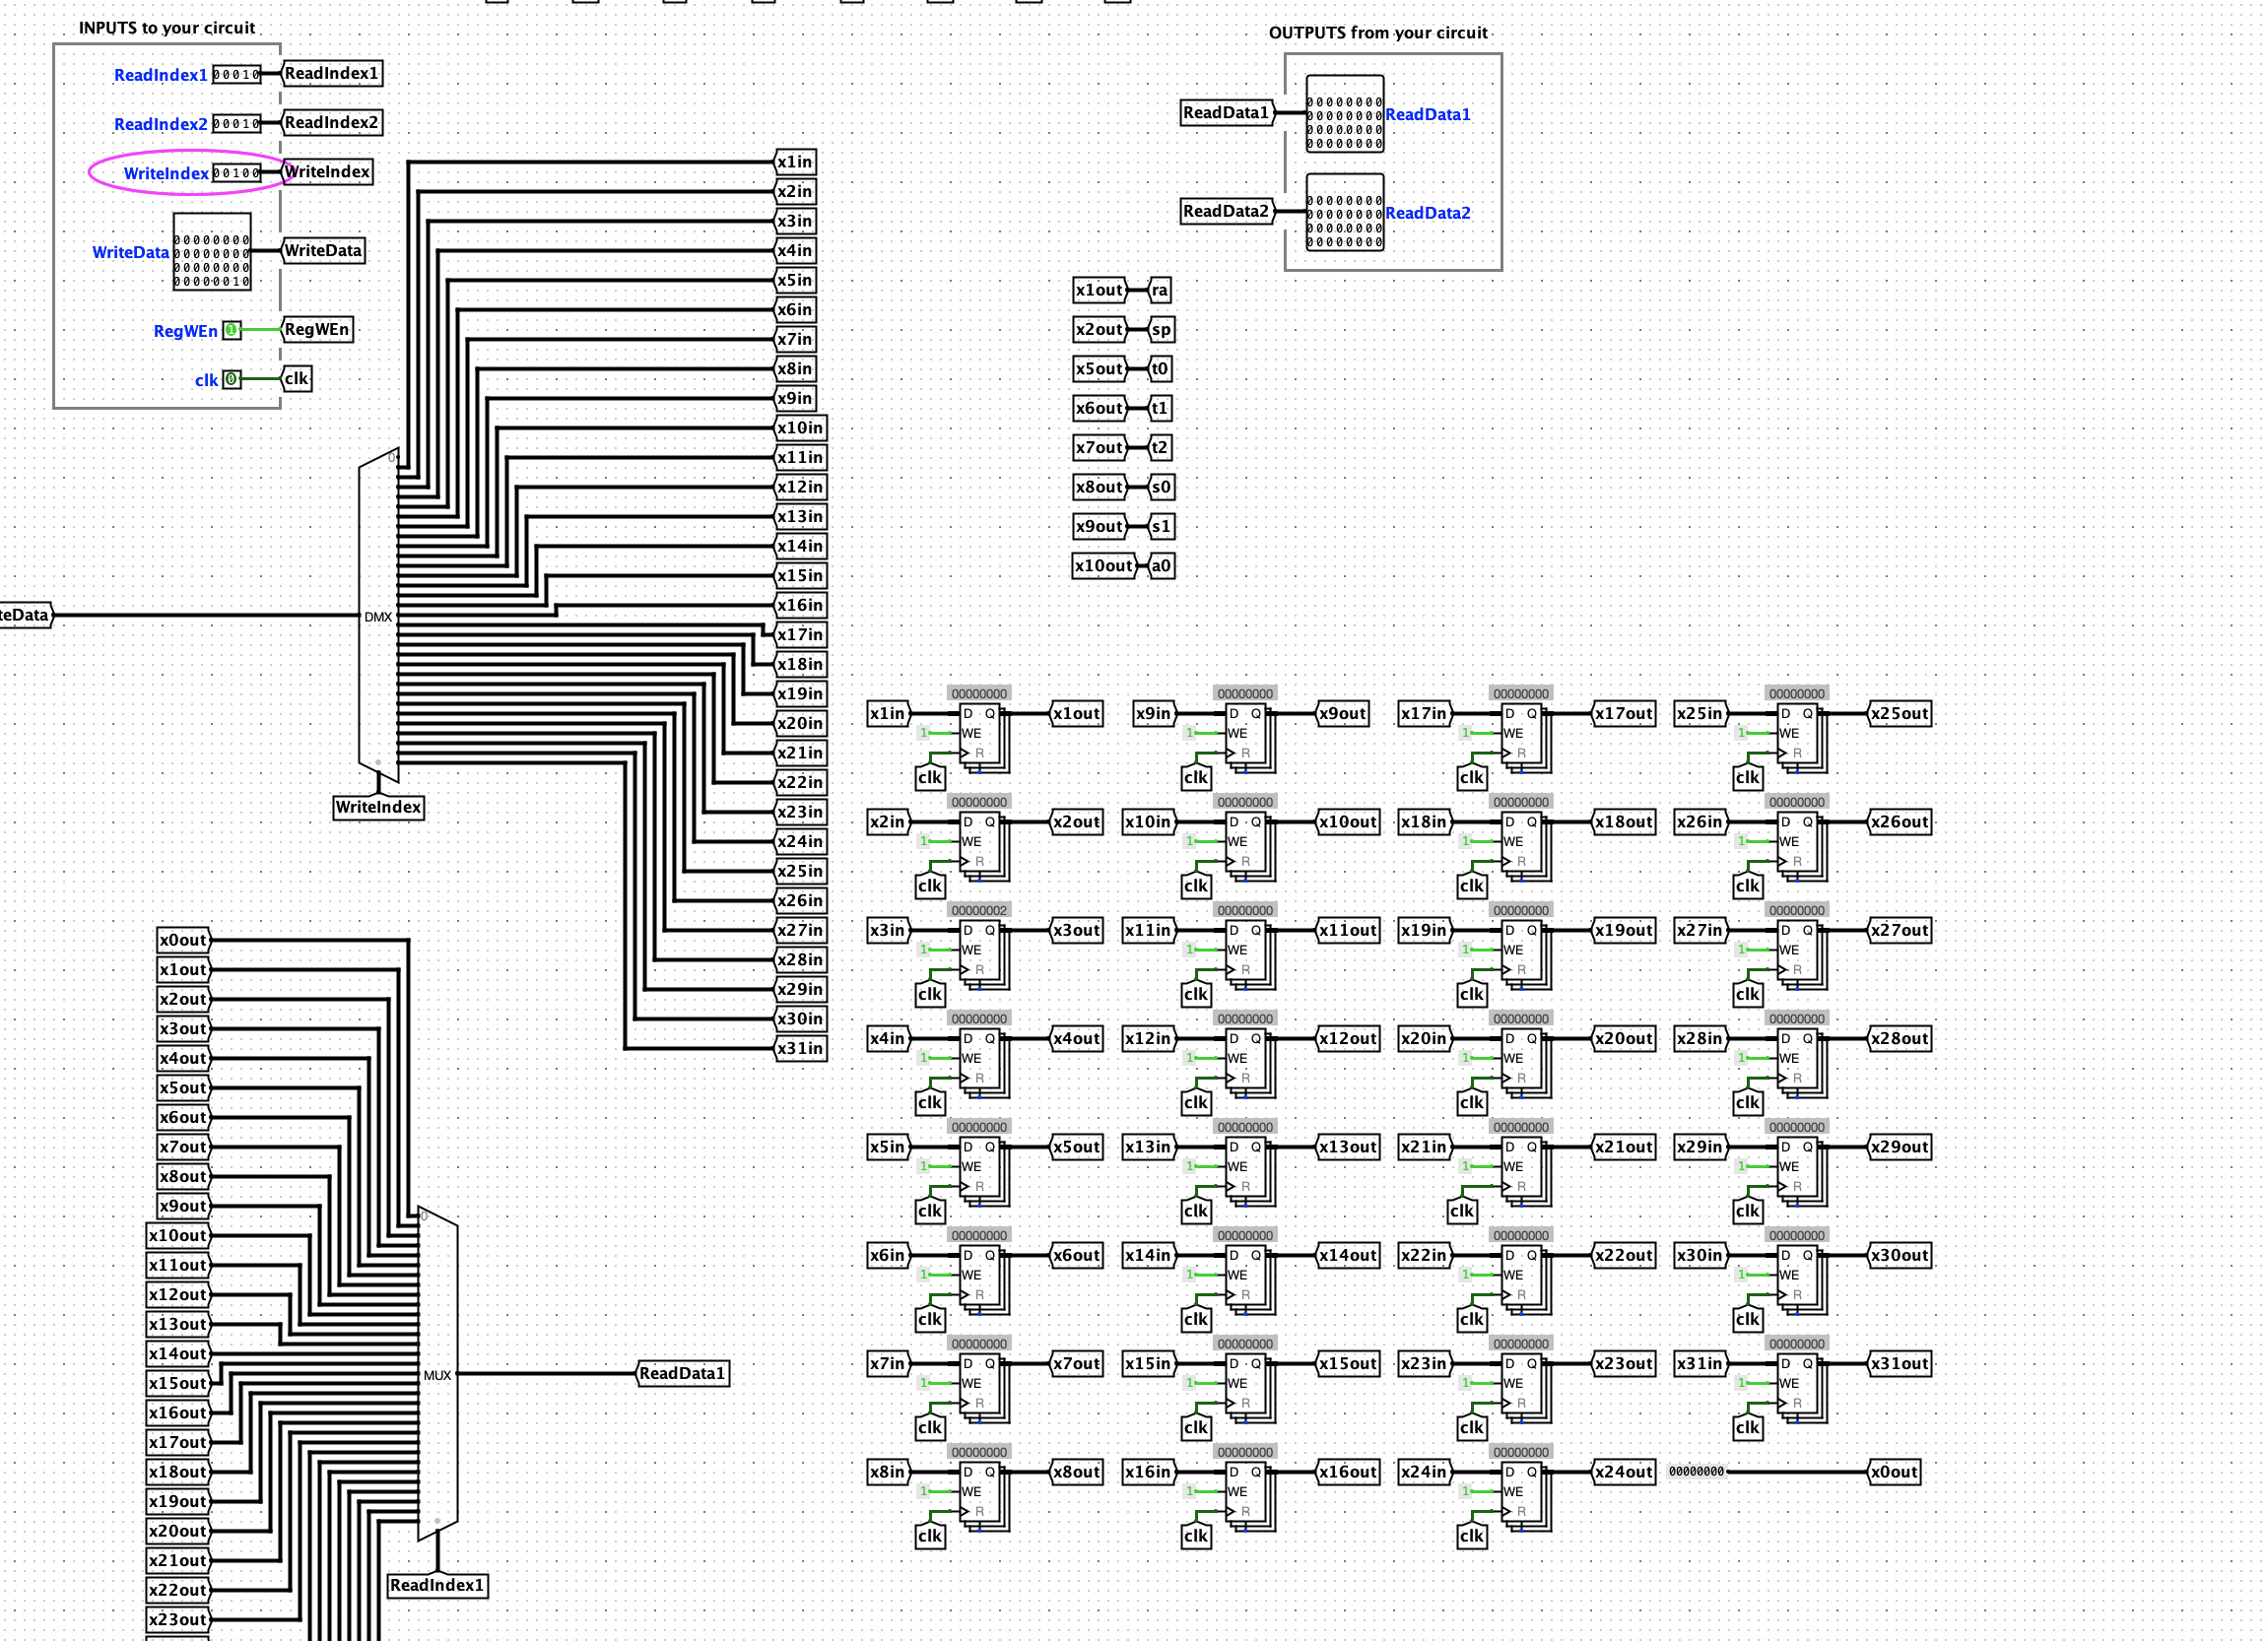 INPUTS to your circuit
ReadIndex1 00010 ReadIndex1
ReadIndex2 00010 ReadIndex2
WriteIndex 00100 WriteIndex
WriteData
00000000
00000000
00000000
00000010
WriteData
RegWEn 1 RegWEn
clk 0 clk
OUTPUTS from your circuit
ReadData1
00000000
00000000
00000000
00000000
ReadData1
ReadData2
00000000
00000000
00000000
00000000
ReadData2
x1out ra
x2out sp
x5out t0
x6out t1
x7out t2
x8out s0
x9out s1
x10out a0
teData
0
DMX
WriteIndex
x1in
x2in
x3in
x4in
x5in
x6in
x7in
x8in
x9in
x10in
x11in
x12in
x13in
x14in
x15in
x16in
x17in
x18in
x19in
x20in
x21in
x22in
x23in
x24in
x25in
x26in
x27in
x28in
x29in
x30in
x31in
x0out
x1out
x2out
x3out
x4out
x5out
x6out
x7out
x8out
x9out
x10out
x11out
x12out
x13out
x14out
x15out
x16out
x17out
x18out
x19out
x20out
x21out
x22out
x23out
0
MUX
ReadData1
ReadIndex1
00000000 00000000 00000000 00000000
x1in D Q x1out x9in D Q x9out x17in D Q x17out x25in D Q x25out
1 WE 1 WE 1 WE 1 WE
R R R R
clk clk clk clk
00000000 00000000 00000000 00000000
x2in D Q x2out x10in D Q x10out x18in D Q x18out x26in D Q x26out
1 WE 1 WE 1 WE 1 WE
R R R R
clk clk clk clk
00000002 00000000 00000000 00000000
x3in D Q x3out x11in D Q x11out x19in D Q x19out x27in D Q x27out
1 WE 1 WE 1 WE 1 WE
R R R R
clk clk clk clk
00000000 00000000 00000000 00000000
x4in D Q x4out x12in D Q x12out x20in D Q x20out x28in D Q x28out
1 WE 1 WE 1 WE 1 WE
R R R R
clk clk clk clk
00000000 00000000 00000000 00000000
x5in D Q x5out x13in D Q x13out x21in D Q x21out x29in D Q x29out
1 WE 1 WE 1 WE 1 WE
R R R R
clk clk clk clk
00000000 00000000 00000000 00000000
x6in D Q x6out x14in D Q x14out x22in D Q x22out x30in D Q x30out
1 WE 1 WE 1 WE 1 WE
R R R R
clk clk clk clk
00000000 00000000 00000000 00000000
x7in D Q x7out x15in D Q x15out x23in D Q x23out x31in D Q x31out
1 WE 1 WE 1 WE 1 WE
R R R R
clk clk clk clk
00000000 00000000 00000000
x8in D Q x8out x16in D Q x16out x24in D Q x24out 00000000 x0out
1 WE 1 WE 1 WE
R R R
clk clk clk